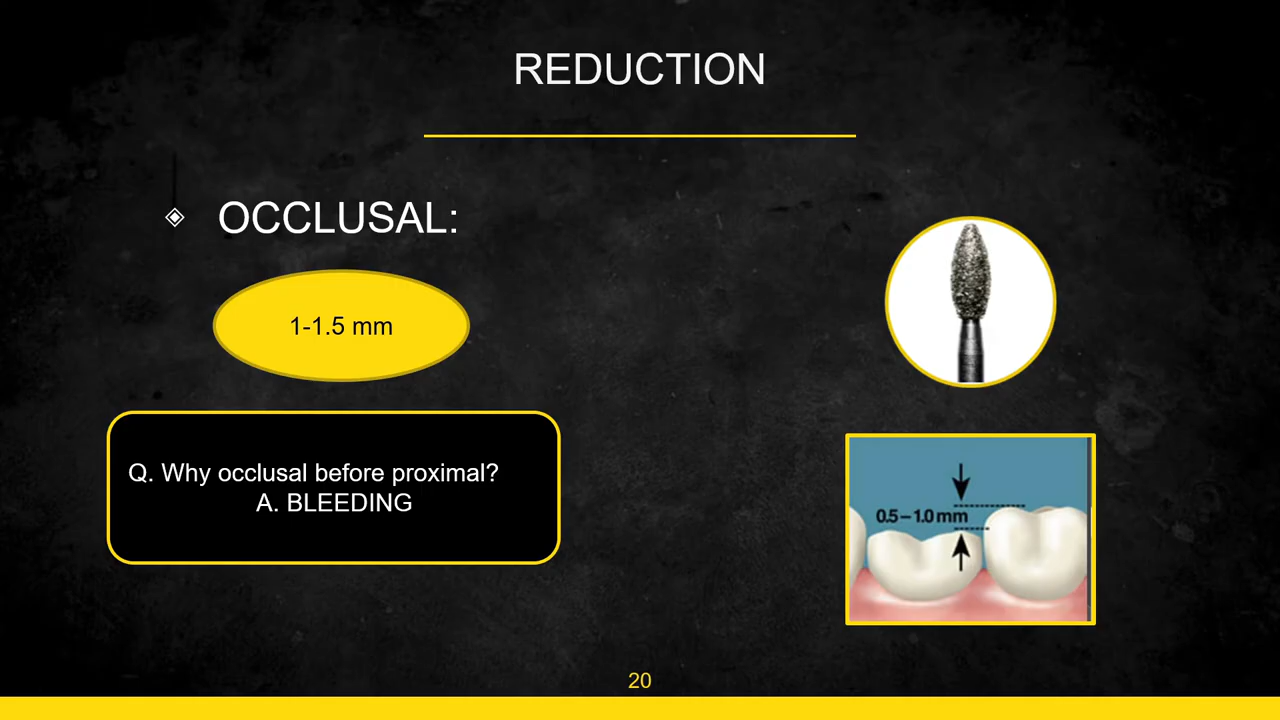 REDUCTION
OCCLUSAL:
1-1.5 mm
Q. Why occlusal before proximal?
A. BLEEDING
0.5–1.0 mm
20